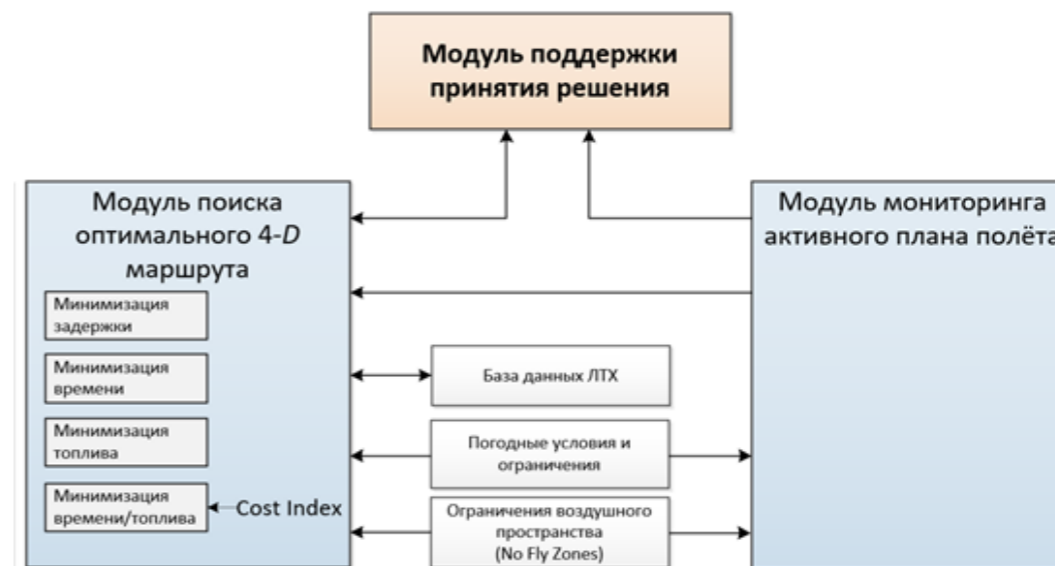 Модуль поддержки
принятия решения
Модуль поиска
оптимального 4-D
маршрута
Минимизация
задержки
Минимизация
времени
Минимизация
топлива
Минимизация
времени/топлива
Cost Index
База данных ЛТХ
Погодные условия и
ограничения
Ограничения воздушного
пространства
(No Fly Zones)
Модуль мониторинга
активного плана полёта